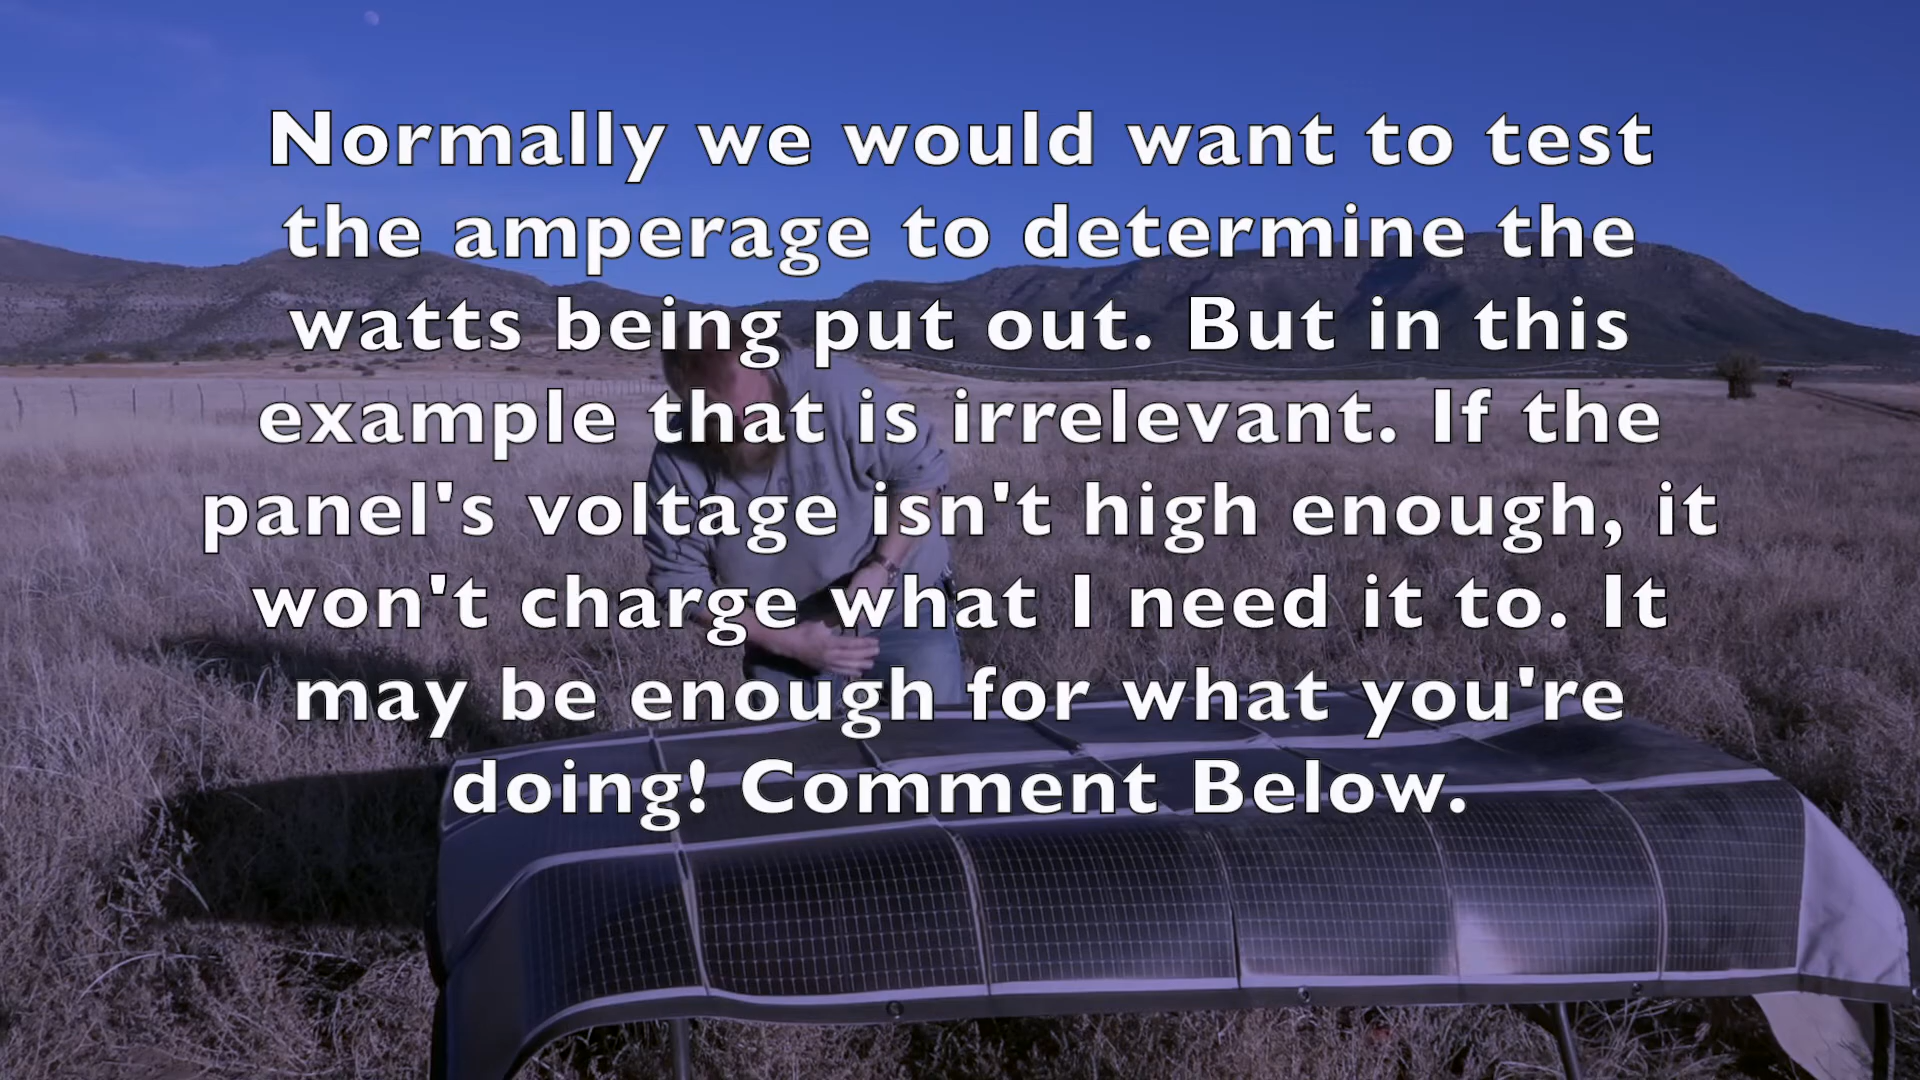 Normally we would want to test
the amperage to determine the
watts being put out. But in this
example that is irrelevant. If the
panel's voltage isn't high enough, it
won't charge what I need it to. It
may be enough for what you're
doing! Comment Below.